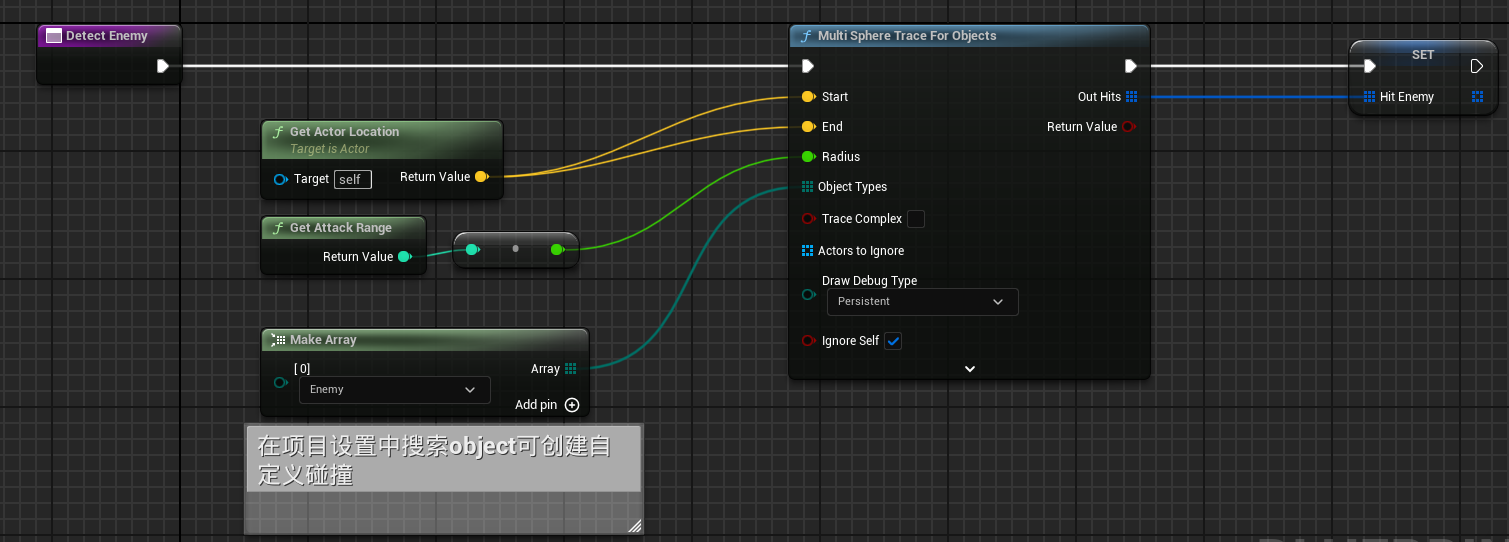 Detect Enemy
Multi Sphere Trace For Objects
SET
Start
Out Hits
Hit Enemy
End
Return Value
Get Actor Location
Target is Actor
Radius
Target self
Return Value
Object Types
Get Attack Range
Trace Complex
Return Value
Actors to Ignore
Draw Debug Type
Persistent
Make Array
Ignore Self
[ 0]
Array
Enemy
Add pin
在项目设置中搜索object可创建自
定义碰撞